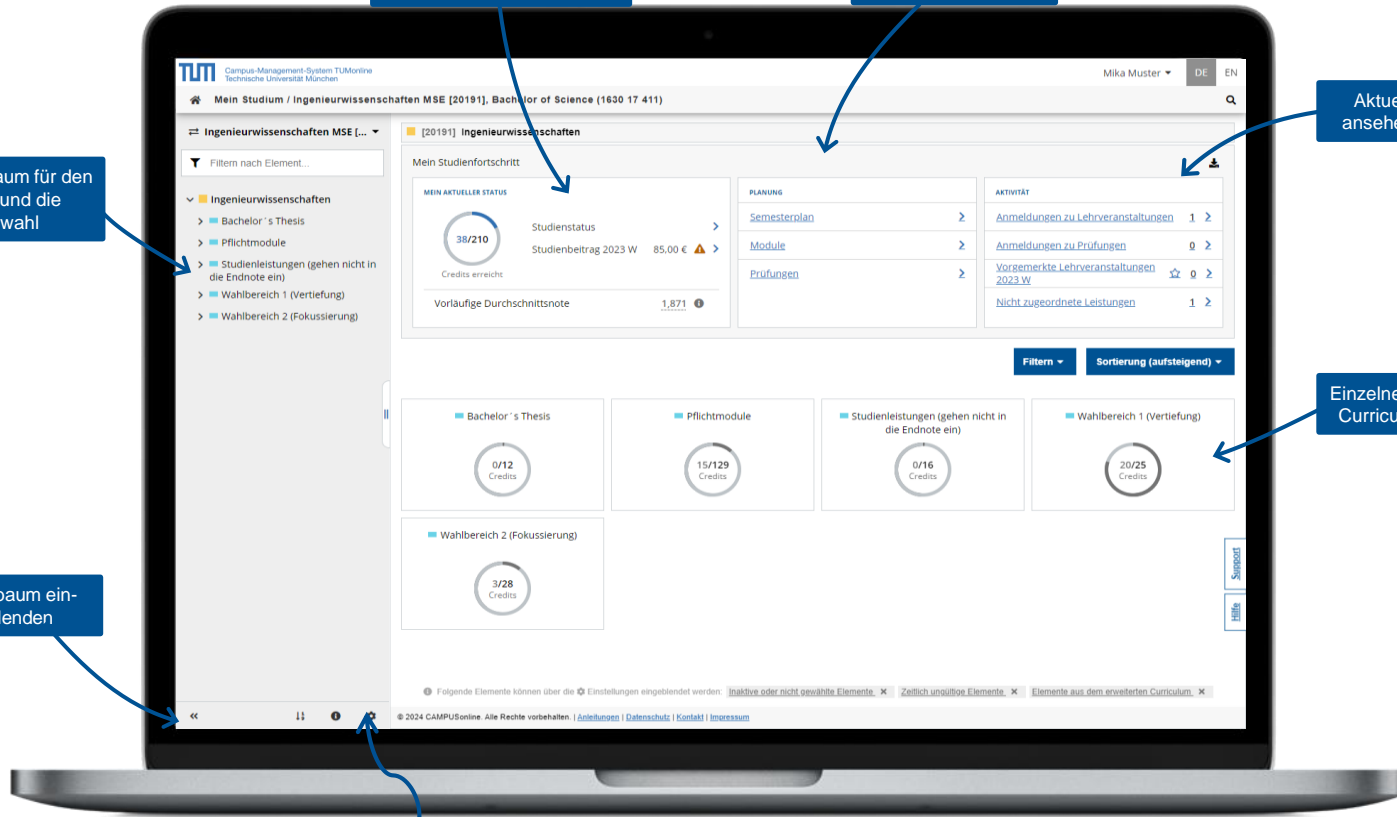 TUM
Campus-Management-System TUMonline
Technische Universität München
Mika Muster
DE
EN
Mein Studium / Ingenieurwissenschaften MSE [20191], Bachelor of Science (1630 17 411)
Ingenieurwissenschaften MSE [...
Filtern nach Element...
Ingenieurwissenschaften
Bachelor´s Thesis
Pflichtmodule
Studienleistungen (gehen nicht in
die Endnote ein)
Wahlbereich 1 (Vertiefung)
Wahlbereich 2 (Fokussierung)
[20191] Ingenieurwissenschaften
Mein Studienfortschritt
MEIN AKTUELLER STATUS
38/210
Credits erreicht
Studienstatus
Studienbeitrag 2023 W 85,00 €
Vorläufige Durchschnittsnote 1,871
PLANUNG
Semesterplan
Module
Prüfungen
AKTIVITÄT
Anmeldungen zu Lehrveranstaltungen 1
Anmeldungen zu Prüfungen 0
Vorgemerkte Lehrveranstaltungen
2023 W 0
Nicht zugeordnete Leistungen 1
Filtern
Sortierung (aufsteigend)
Bachelor´s Thesis
0/12
Credits
Pflichtmodule
15/129
Credits
Studienleistungen (gehen nicht in
die Endnote ein)
0/16
Credits
Wahlbereich 1 (Vertiefung)
20/25
Credits
Wahlbereich 2 (Fokussierung)
3/28
Credits
Support
Hilfe
Folgende Elemente können über die Einstellungen eingeblendet werden: Inaktive oder nicht gewählte Elemente Zeitlich ungültige Elemente Elemente aus dem erweiterten Curriculum
© 2024 CAMPUSonline. Alle Rechte vorbehalten. | Anleitungen | Datenschutz | Kontakt | Impressum
aum für den
und die
wahl
baum ein-
enden
Aktue
ansehe
Einzelne
Curricu